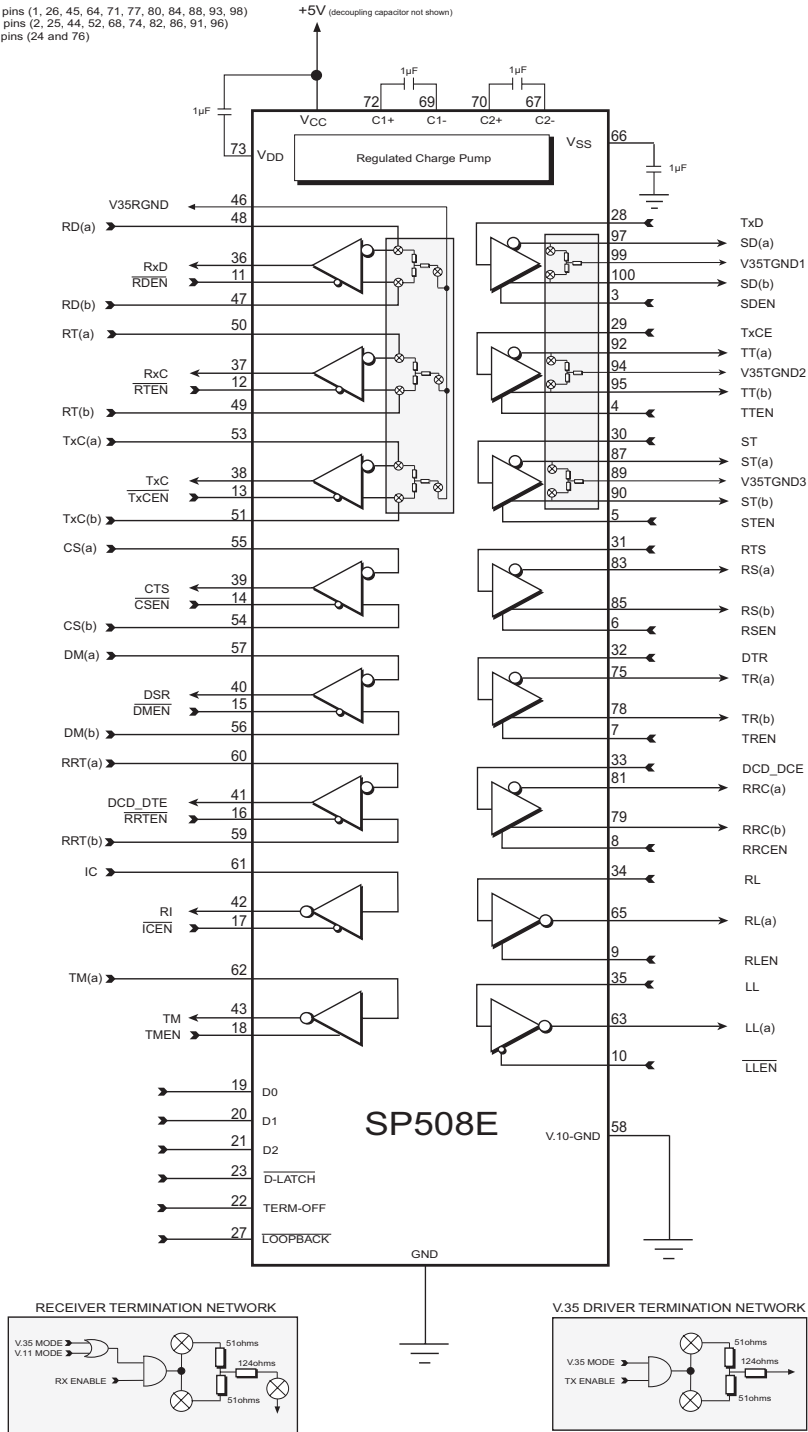 pins (1, 26, 45, 64, 71, 77, 80, 84, 88, 93, 98)
pins (2, 25, 44, 52, 68, 74, 82, 86, 91, 96)
pins (24 and 76)
+5V (decoupling capacitor not shown)
1µF
1µF
1µF
72
69
70
67
VCC
C1+
C1-
C2+
C2-
73
VDD
VSS
66
1µF
Regulated Charge Pump
V35RGND
46
RD(a)
48
RxD
36
RDEN
11
RD(b)
47
RT(a)
50
RxC
37
RTEN
12
RT(b)
49
TxC(a)
53
TxC
38
TxCEN
13
TxC(b)
51
CS(a)
55
CTS
39
CSEN
14
CS(b)
54
DM(a)
57
DSR
40
DMEN
15
DM(b)
56
RRT(a)
60
DCD_DTE
41
RRTEN
16
RRT(b)
59
IC
61
RI
42
ICEN
17
TM(a)
62
TM
43
TMEN
18
19
D0
20
D1
21
D2
23
D-LATCH
22
TERM-OFF
27
LOOPBACK
28
TxD
97
SD(a)
99
V35TGND1
100
SD(b)
3
SDEN
29
TxCE
92
TT(a)
94
V35TGND2
95
TT(b)
4
TTEN
30
ST
87
ST(a)
89
V35TGND3
90
ST(b)
5
STEN
31
RTS
83
RS(a)
85
RS(b)
6
RSEN
32
DTR
75
TR(a)
78
TR(b)
7
TREN
33
DCD_DCE
81
RRC(a)
79
RRC(b)
8
RRCEN
34
RL
65
RL(a)
9
RLEN
35
LL
63
LL(a)
10
LLEN
SP508E
V.10-GND
58
GND
RECEIVER TERMINATION NETWORK
V.35 MODE
V.11 MODE
RX ENABLE
51ohms
124ohms
51ohms
V.35 DRIVER TERMINATION NETWORK
V.35 MODE
TX ENABLE
51ohms
124ohms
51ohms